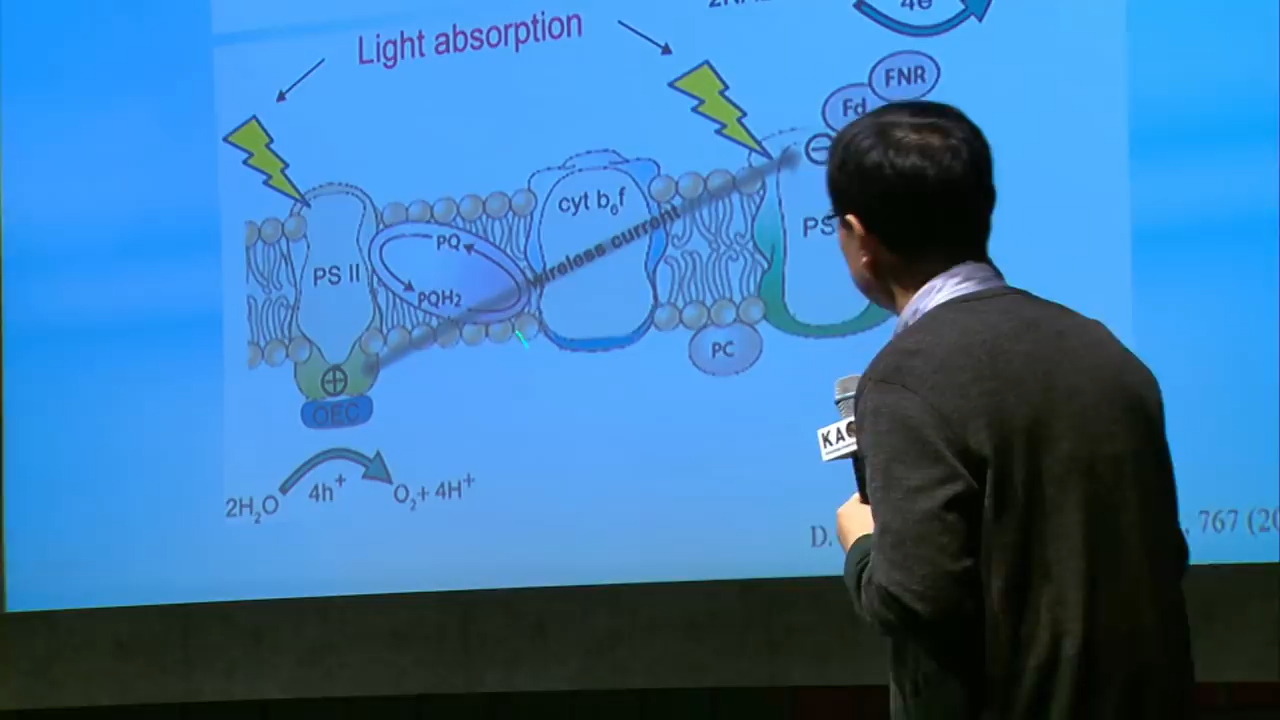 Light absorption
4e
FNR
Fd
cyt b₆f
PQ
PS
PS II
wireless current
PQH₂
PC
OEC
KA
2H₂O
4h⁺
O₂+ 4H⁺
D.
, 767 (20